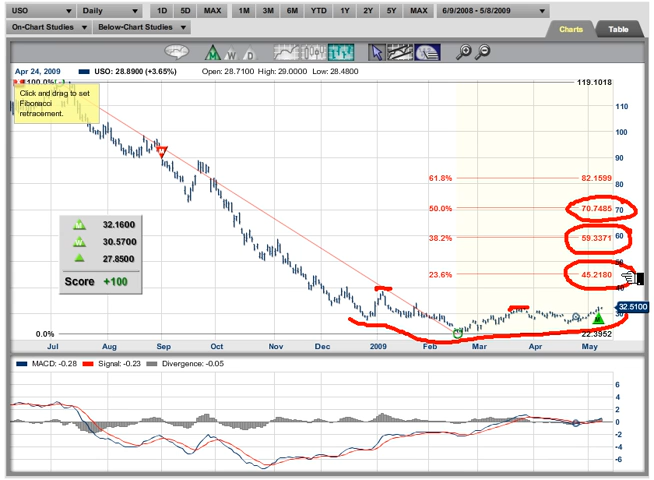 USO Daily 1D 5D MAX 1M 3M 6M YTD 1Y 2Y 5Y MAX 6/9/2008 - 5/8/2009
On-Chart Studies Below-Chart Studies Charts Table
M W D
Apr 24, 2009 USO: 28.8900 (+3.65%) Open: 28.7100 High: 29.0000 Low: 28.4800
100.0% 119.1018
Click and drag to set
Fibonacci
retracement.
110
100
90
61.8% 82.1599
80
50.0% 70.7485
70
38.2% 59.3371
60
50
23.6% 45.2180
40
32.5100
30
M 32.1600
W 30.5700
27.8500
Score +100
0.0% 22.3952
Jul Aug Sep Oct Nov Dec 2009 Feb Mar Apr May
MACD: -0.28 Signal: -0.23 Divergence: -0.05
6
4
2
0
-2
-4
-6